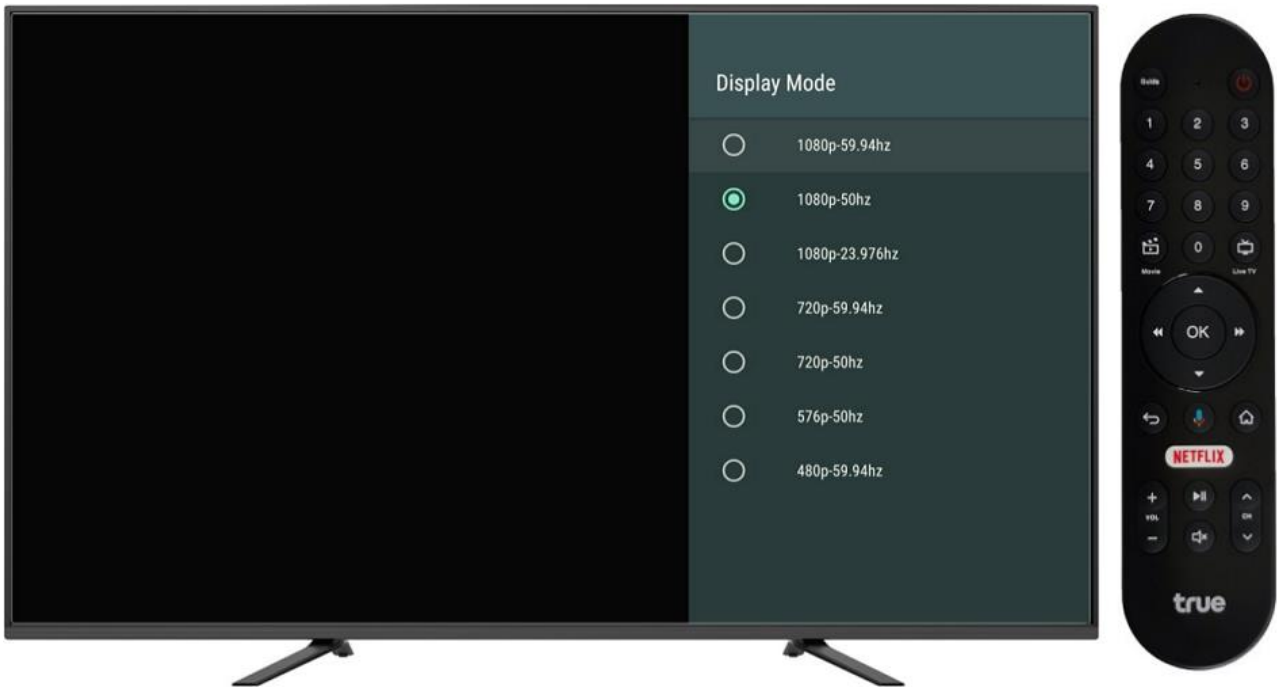 Display Mode
1080p-59.94hz
1080p-50hz
1080p-23.976hz
720p-59.94hz
720p-50hz
576p-50hz
480p-59.94hz
Guide
1 2 3
4 5 6
7 8 9
0
Movie Live TV
OK
NETFLIX
+
VOL CH
−
true